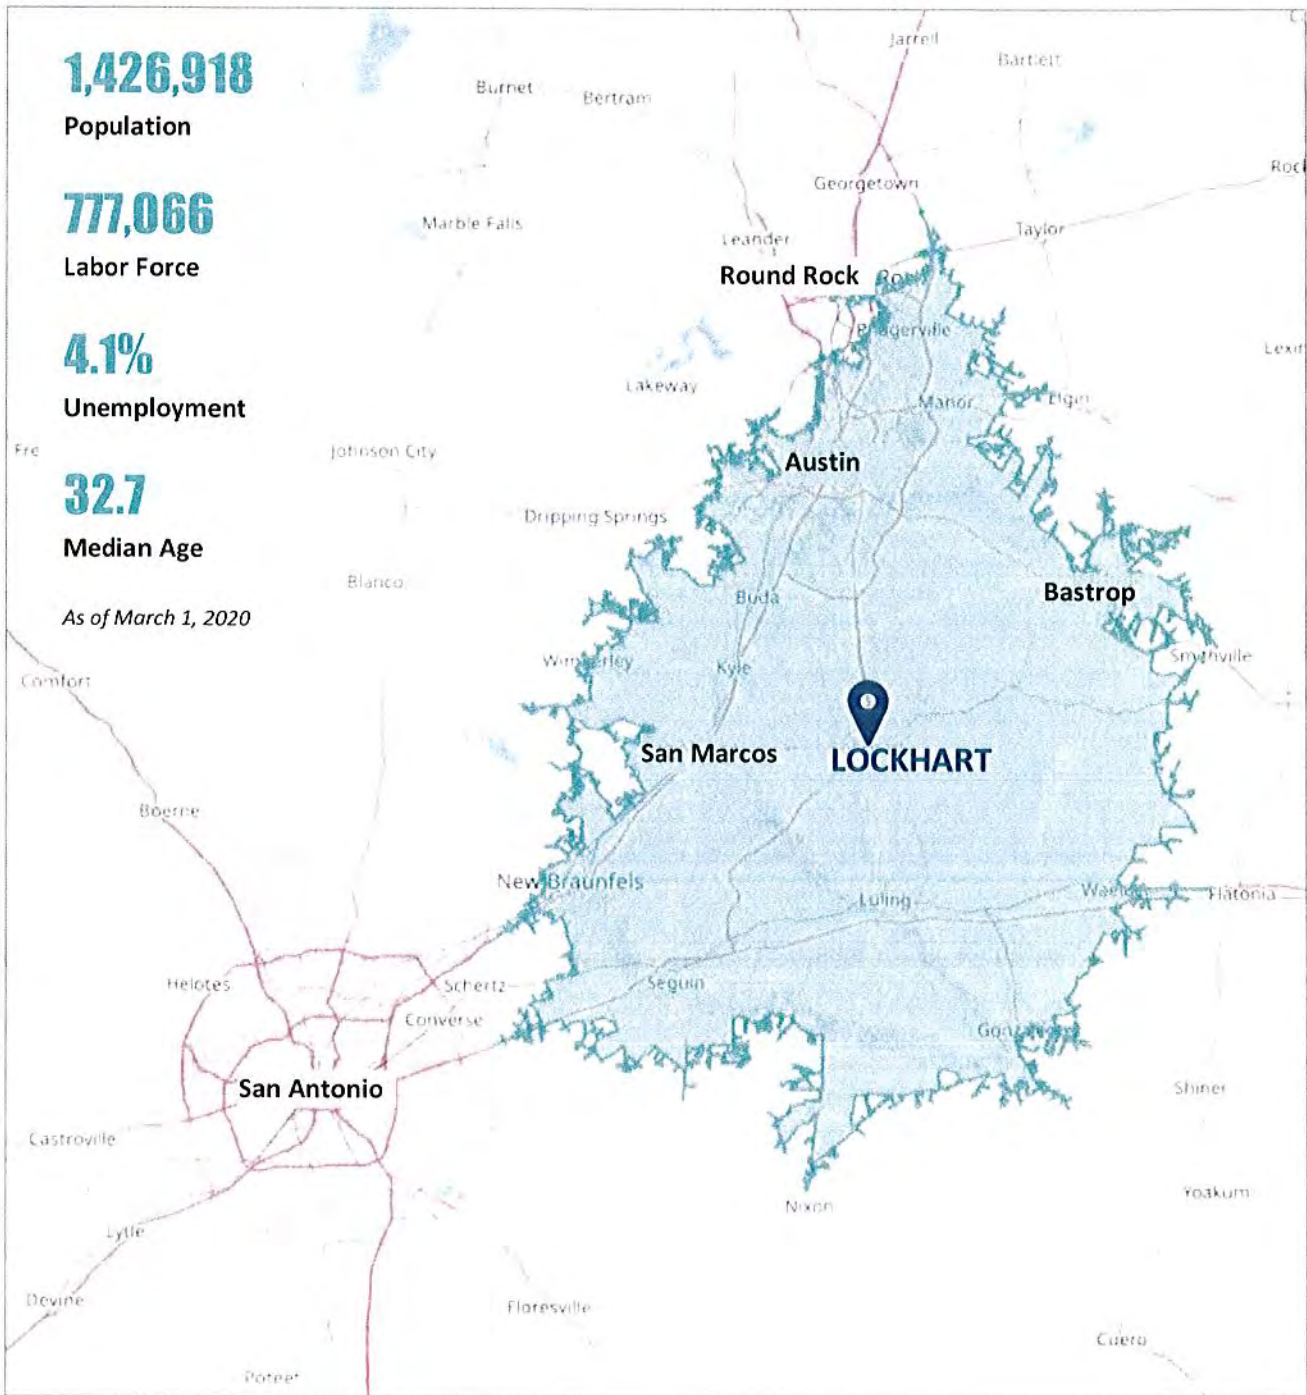 1,426,918
Population
777,066
Labor Force
4.1%
Unemployment
32.7
Median Age
As of March 1, 2020
Jarrell
Bartlett
Burnet
Bertram
Georgetown
Marble Falls
Leander
Taylor
Round Rock
Lakeway
Manor
Elgin
Johnson City
Austin
Dripping Springs
Blanco
Buda
Bastrop
Wimberley
Kyle
Smithville
Comfort
San Marcos
LOCKHART
Boerne
New Braunfels
Luling
Flatonia
Helotes
Schertz
Seguin
Converse
San Antonio
Shiner
Castroville
Nixon
Yoakum
Lytle
Devine
Floresville
Cuero
Poteet